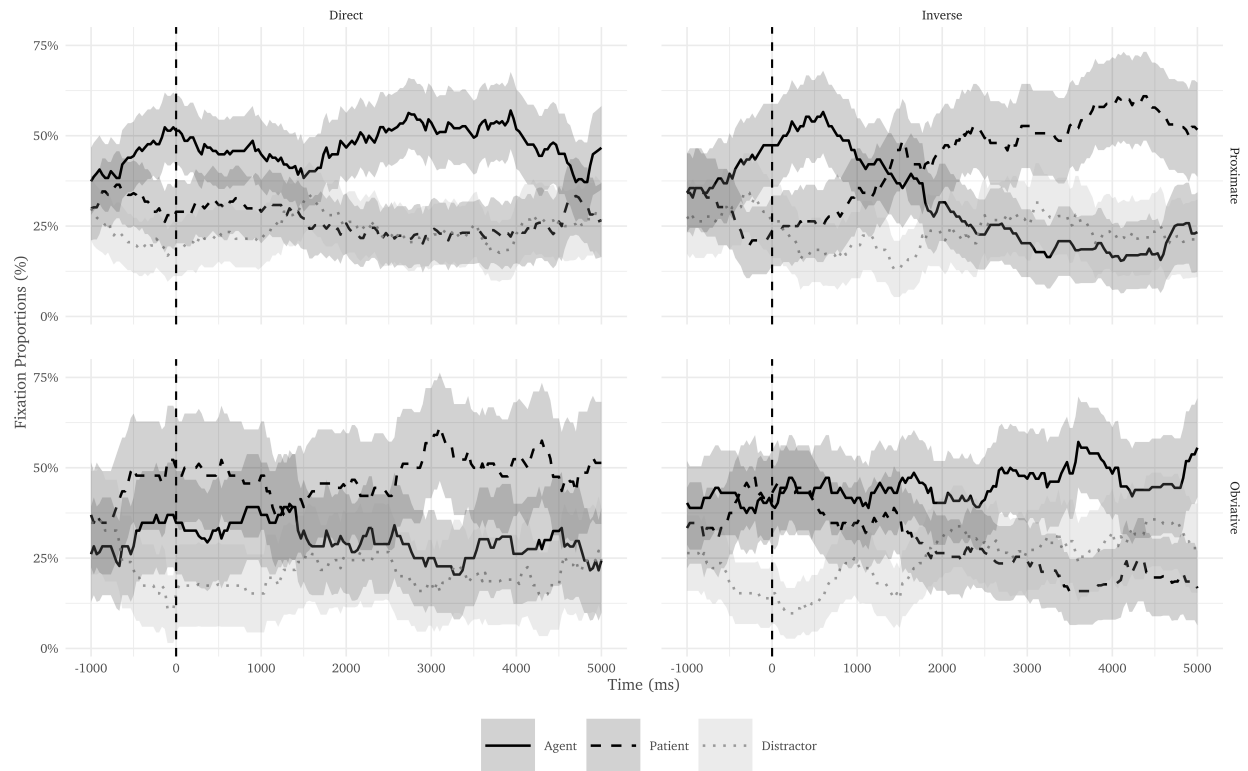 Direct
Inverse
75%
50%
25%
0%
Proximate
75%
50%
25%
0%
Obviative
Fixation Proportions (%)
-1000 0 1000 2000 3000 4000 5000
-1000 0 1000 2000 3000 4000 5000
Time (ms)
Agent Patient Distractor